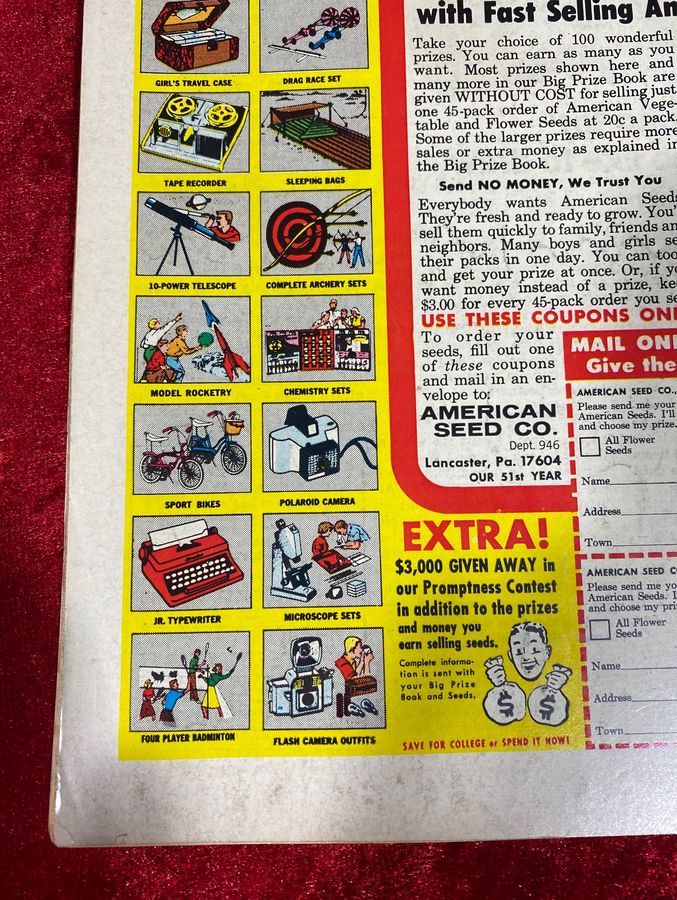 GIRL'S TRAVEL CASE
DRAG RACE SET
TAPE RECORDER
SLEEPING BAGS
10-POWER TELESCOPE
COMPLETE ARCHERY SETS
MODEL ROCKETRY
CHEMISTRY SETS
SPORT BIKES
POLAROID CAMERA
JR. TYPEWRITER
MICROSCOPE SETS
FOUR PLAYER BADMINTON
FLASH CAMERA OUTFITS
with Fast Selling
Take your choice of 100 wonderful
prizes. You can earn as many as you
want. Most prizes shown here and
many more in our Big Prize Book are
given WITHOUT COST for selling just
one 45-pack order of American Vege-
table and Flower Seeds at 20c a pack.
Some of the larger prizes require more
sales or extra money as explained in
the Big Prize Book.
Send NO MONEY, We Trust You
Everybody wants American Seeds
They're fresh and ready to grow. You'
sell them quickly to family, friends an
neighbors. Many boys and girls se
their packs in one day. You can too
and get your prize at once. Or, if yo
want money instead of a prize, ke
$3.00 for every 45-pack order you se
USE THESE COUPONS ONL
To order your
seeds, fill out one
of these coupons
and mail in an en-
velope to:
AMERICAN
SEED CO.
Dept. 946
Lancaster, Pa. 17604
OUR 51st YEAR
MAIL ONE
Give the
AMERICAN SEED CO.,
Please send me your
American Seeds. I'll
and choose my prize.
All Flower
Seeds
Name
Address
Town
AMERICAN SEED C
Please send me yo
American Seeds. I
and choose my pri
All Flower
Seeds
Name
Address
Town
EXTRA!
$3,000 GIVEN AWAY in
our Promptness Contest
in addition to the prizes
and money you
earn selling seeds.
Complete informa-
tion is sent with
your Big Prize
Book and Seeds.
$ $
SAVE FOR COLLEGE or SPEND IT NOW!